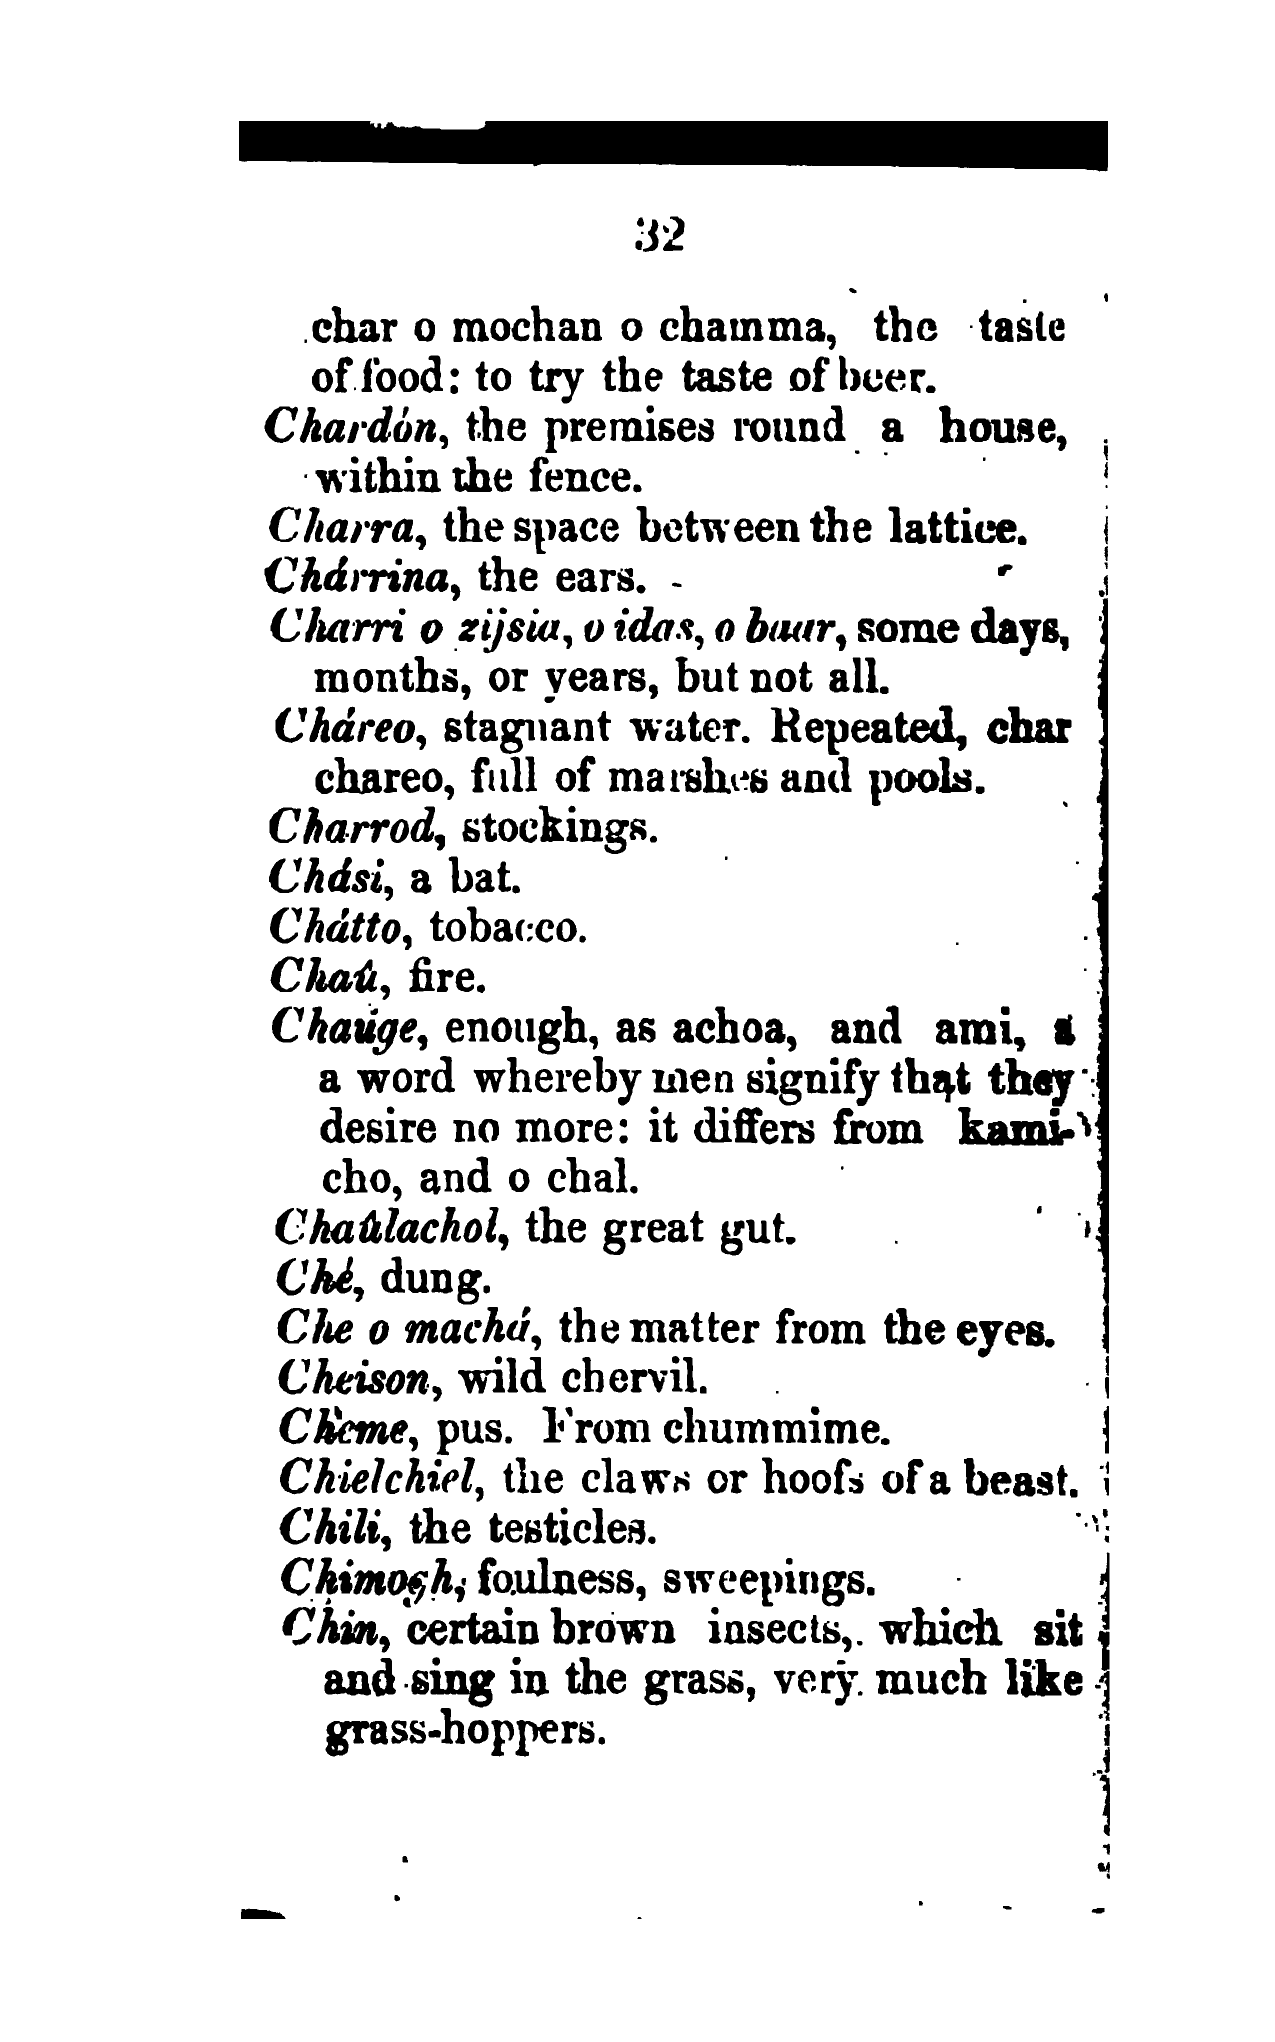 32
char o mochan o chamma, the taste
of food: to try the taste of beer.
Chardón, the premises round a house,
within the fence.
Charra, the space between the lattice.
Chárrina, the ears.
Charri o zijsia, o idas, o baar, some days,
months, or years, but not all.
Cháreo, stagnant water. Repeated, char
chareo, full of marshes and pools.
Charrod, stockings.
Chási, a bat.
Chátto, tobacco.
Chaû, fire.
Chaúge, enough, as achoa, and ami, a
a word whereby men signify that they
desire no more: it differs from kami-
cho, and o chal.
Chaûlachol, the great gut.
Ché, dung.
Che o machá, the matter from the eyes.
Cheison, wild chervil.
Cheme, pus. From chummime.
Chielchiel, the claws or hoofs of a beast.
Chili, the testicles.
Chimogh, foulness, sweepings.
Chin, certain brown insects, which sit
and sing in the grass, very much like
grass-hoppers.